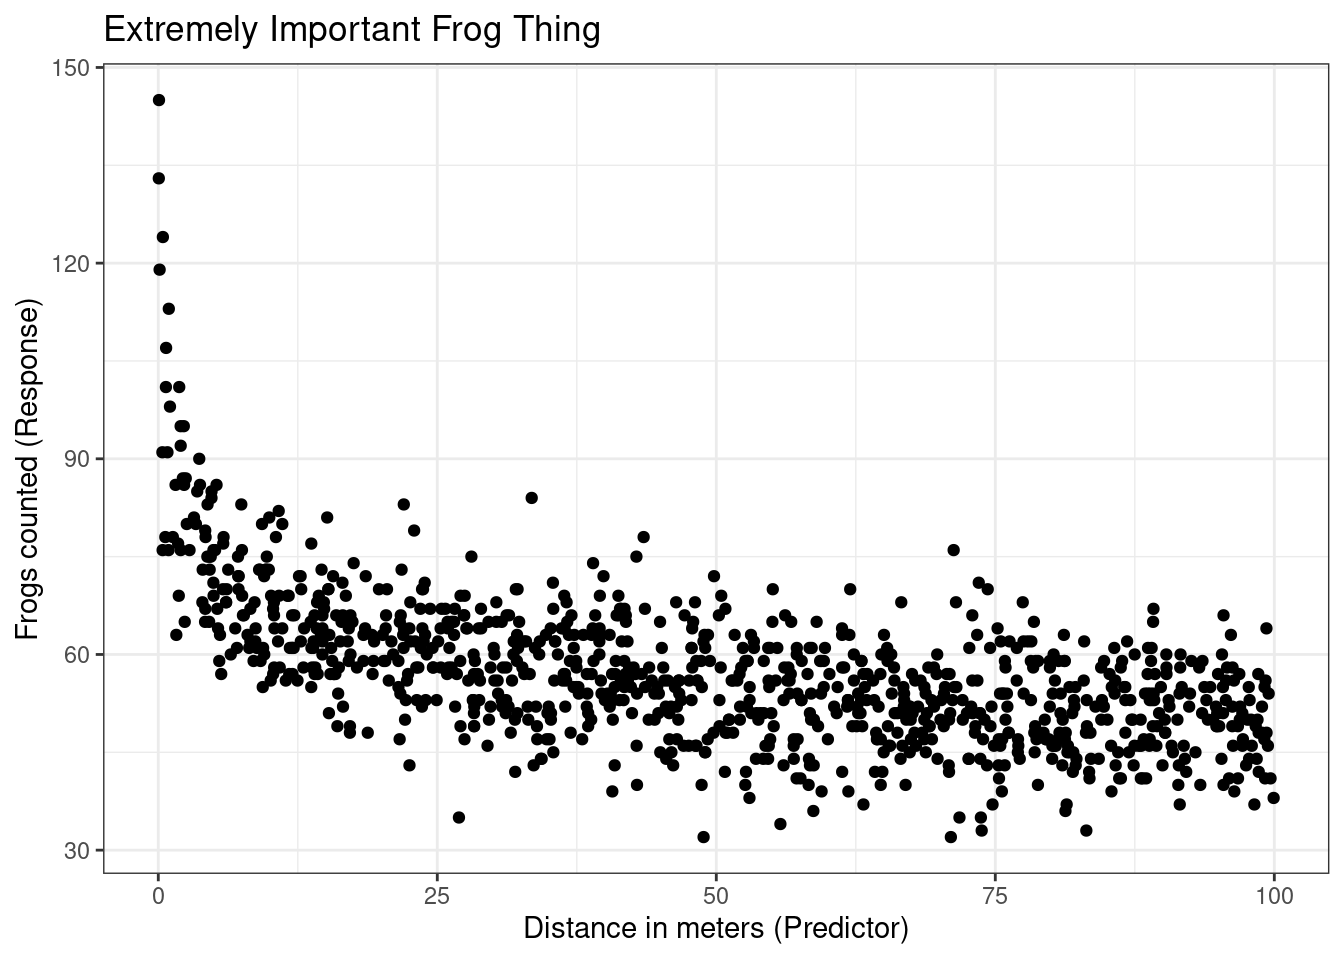 Extremely Important Frog Thing
150
120
90
60
30
Frogs counted (Response)
0 25 50 75 100
Distance in meters (Predictor)